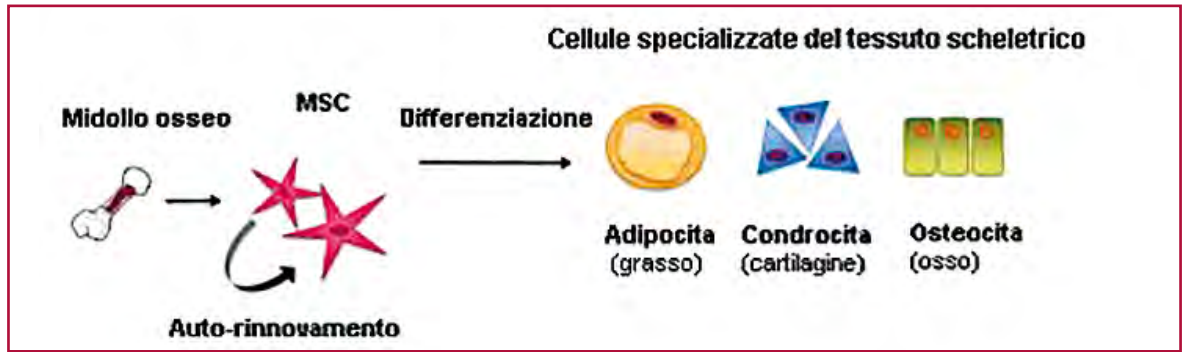 Cellule specializzate del tessuto scheletrico
Midollo osseo
MSC
Differenziazione
Auto-rinnovamento
Adipocita
(grasso)
Condrocita
(cartilagine)
Osteocita
(osso)